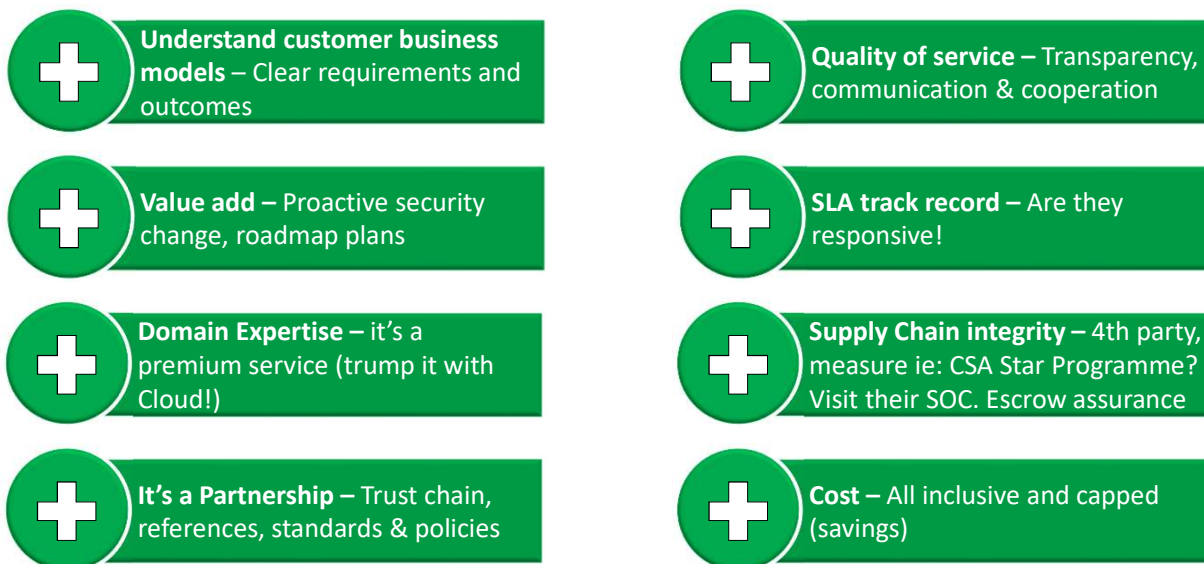 Understand customer business
models – Clear requirements and
outcomes
Value add – Proactive security
change, roadmap plans
Domain Expertise – it’s a
premium service (trump it with
Cloud!)
It’s a Partnership – Trust chain,
references, standards & policies
Quality of service – Transparency,
communication & cooperation
SLA track record – Are they
responsive!
Supply Chain integrity – 4th party,
measure ie: CSA Star Programme?
Visit their SOC. Escrow assurance
Cost – All inclusive and capped
(savings)